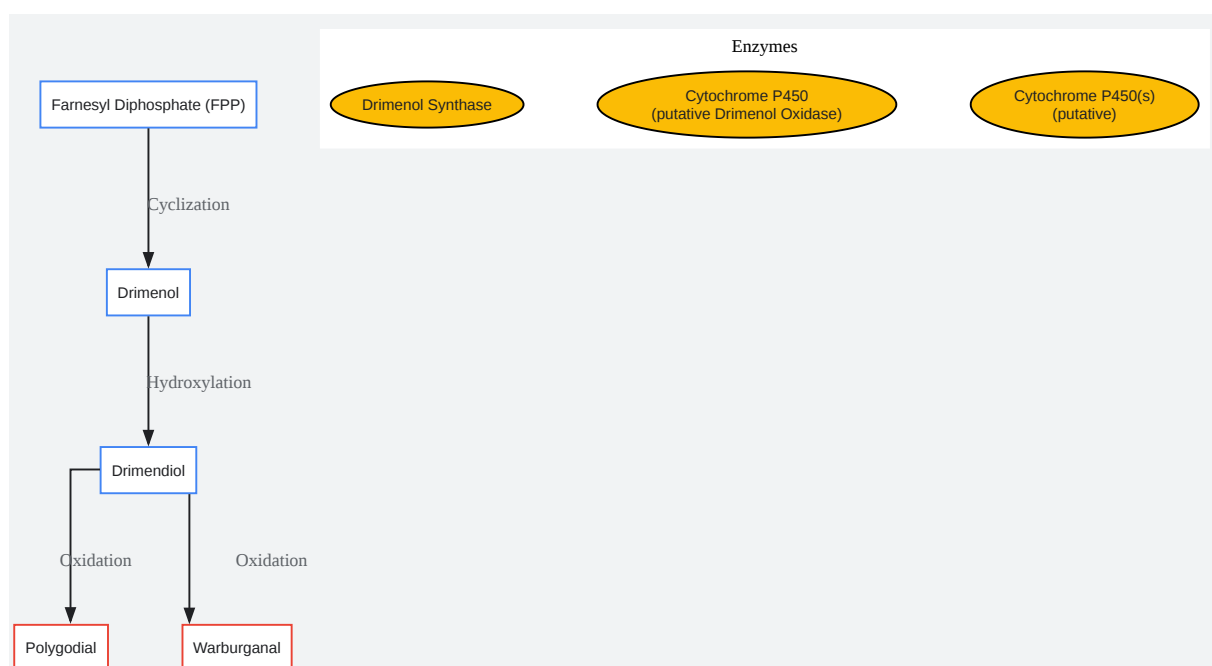 Enzymes
Farnesyl Diphosphate (FPP)
Drimenol Synthase
Cytochrome P450
(putative Drimenol Oxidase)
Cytochrome P450(s)
(putative)
Cyclization
Drimenol
Hydroxylation
Drimendiol
Oxidation
Oxidation
Polygodial
Warburganal